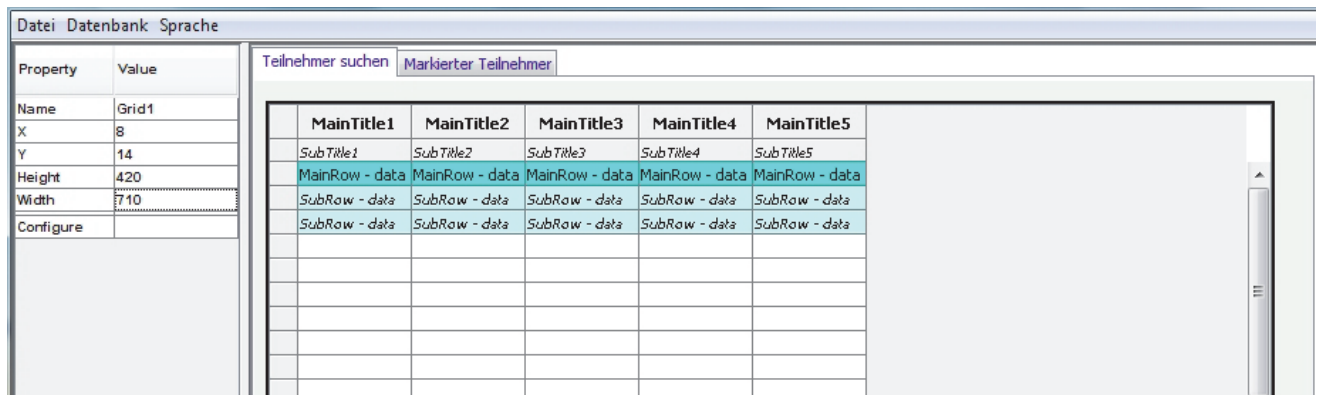 Datei Datenbank Sprache
Property Value
Name Grid1
X 8
Y 14
Height 420
Width 710
Configure
Teilnehmer suchen Markierter Teilnehmer
MainTitle1 MainTitle2 MainTitle3 MainTitle4 MainTitle5
SubTitle1 SubTitle2 SubTitle3 SubTitle4 SubTitle5
MainRow - data MainRow - data MainRow - data MainRow - data MainRow - data
SubRow - data SubRow - data SubRow - data SubRow - data SubRow - data
SubRow - data SubRow - data SubRow - data SubRow - data SubRow - data